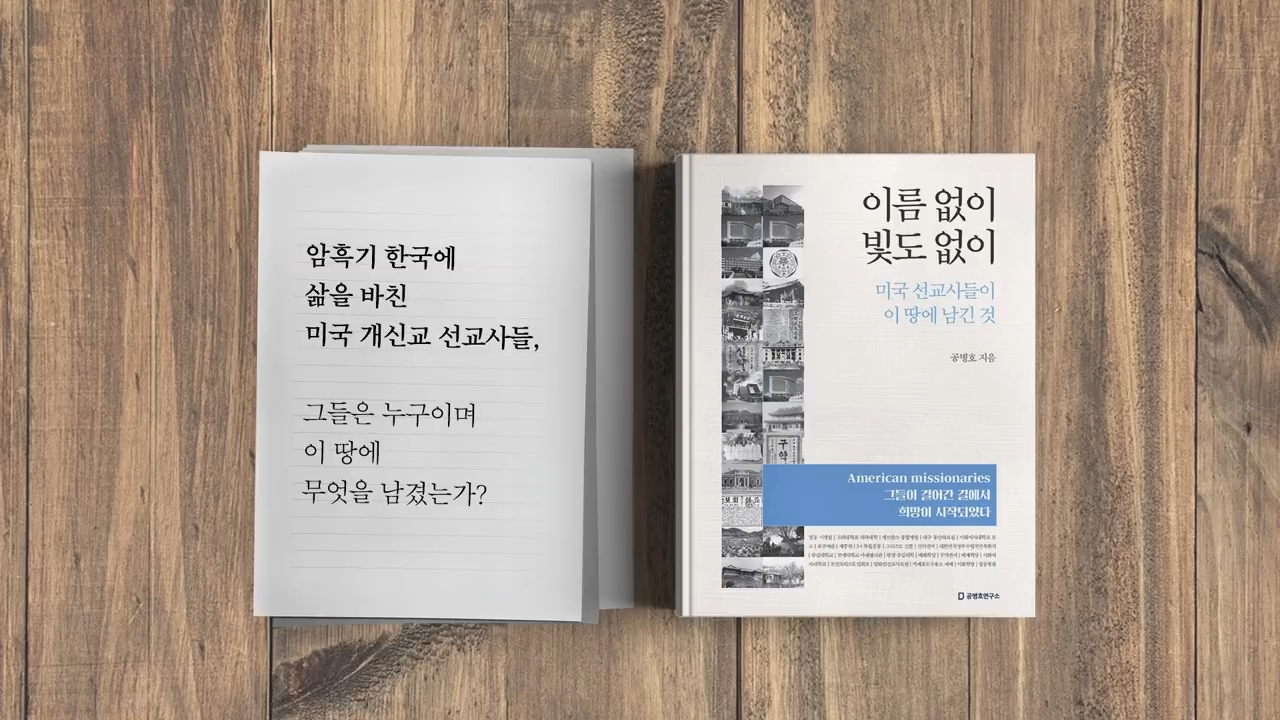 암흑기 한국에
삶을 바친
미국 개신교 선교사들,
그들은 누구이며
이 땅에
무엇을 남겼는가?
이름 없이
빛도 없이
미국 선교사들이
이 땅에 남긴 것
공병호 지음
구약
American missionaries
그들이 걸어간 길에서
희망이 시작되었다
공병호연구소